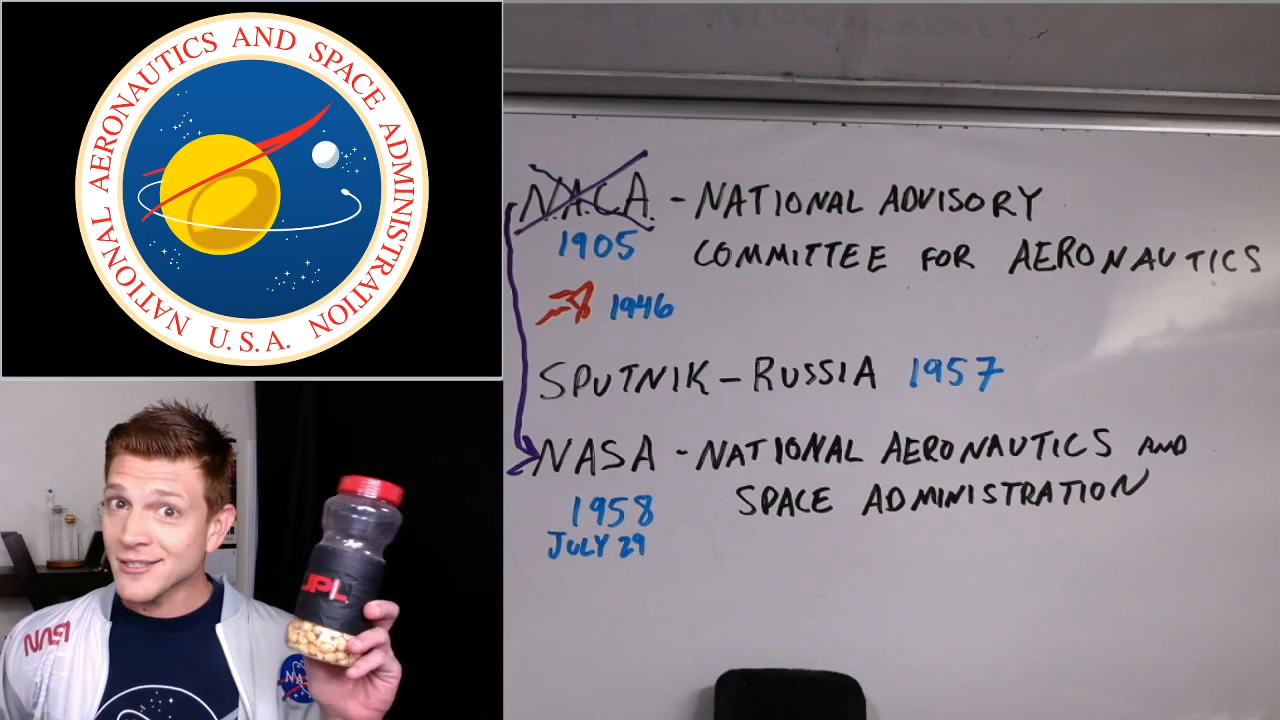 NATIONAL AERONAUTICS AND SPACE ADMINISTRATION
U.S.A.
N.A.C.A. - NATIONAL ADVISORY
1905 COMMITTEE FOR AERONAUTICS
1946
SPUTNIK - RUSSIA 1957
NASA - NATIONAL AERONAUTICS AND
1958 SPACE ADMINISTRATION
JULY 29
JPL
NASA
NAS